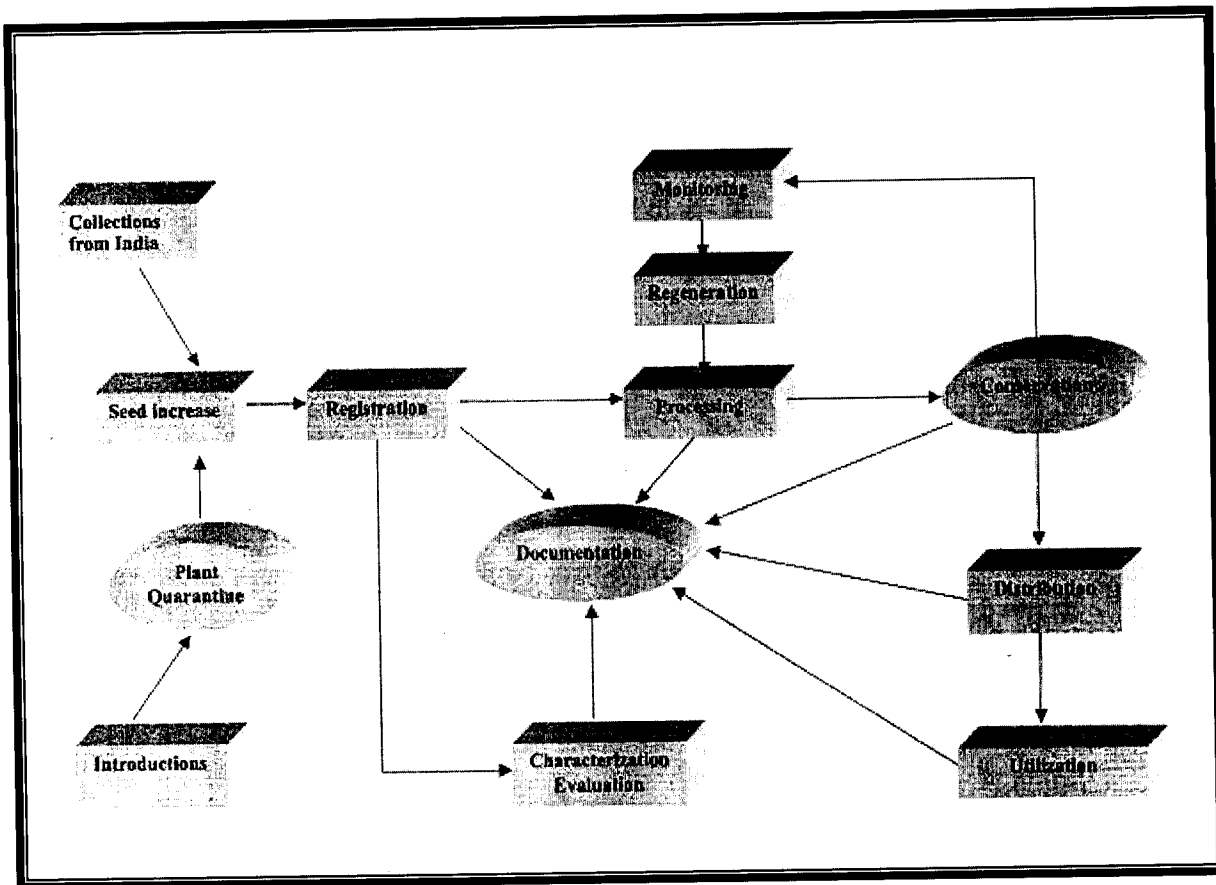 Monitoring
Collections
from India
Regeneration
Seed increase
Registration
Processing
Conservation
Documentation
Plant
Quarantine
Distribution
Introductions
Characterization
Evaluation
Utilization